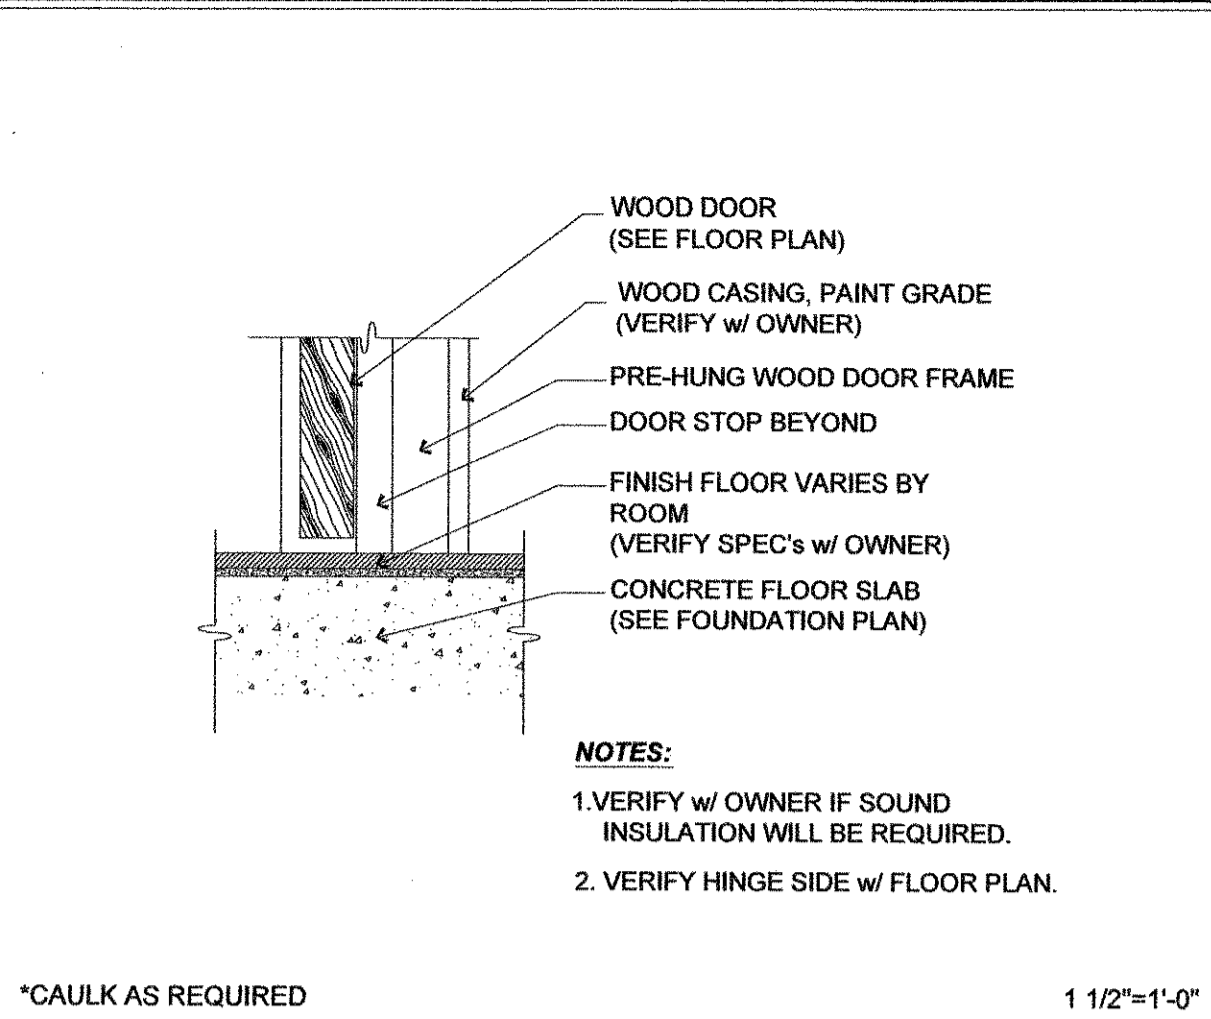 WOOD DOOR
(SEE FLOOR PLAN)
WOOD CASING, PAINT GRADE
(VERIFY w/ OWNER)
PRE-HUNG WOOD DOOR FRAME
DOOR STOP BEYOND
FINISH FLOOR VARIES BY
ROOM
(VERIFY SPEC's w/ OWNER)
CONCRETE FLOOR SLAB
(SEE FOUNDATION PLAN)
NOTES:
1.VERIFY w/ OWNER IF SOUND
INSULATION WILL BE REQUIRED.
2. VERIFY HINGE SIDE w/ FLOOR PLAN.
*CAULK AS REQUIRED
1 1/2"=1'-0"